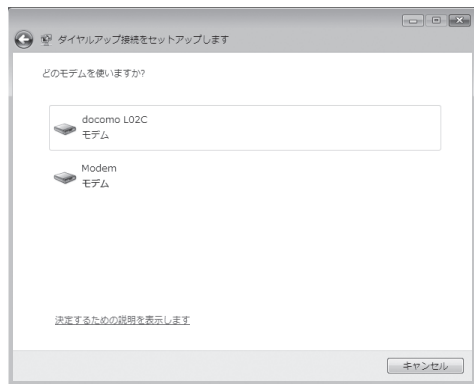 ダイヤルアップ接続をセットアップします
どのモデムを使いますか?
docomo L02C
モデム
Modem
モデム
決定するための説明を表示します
キャンセル